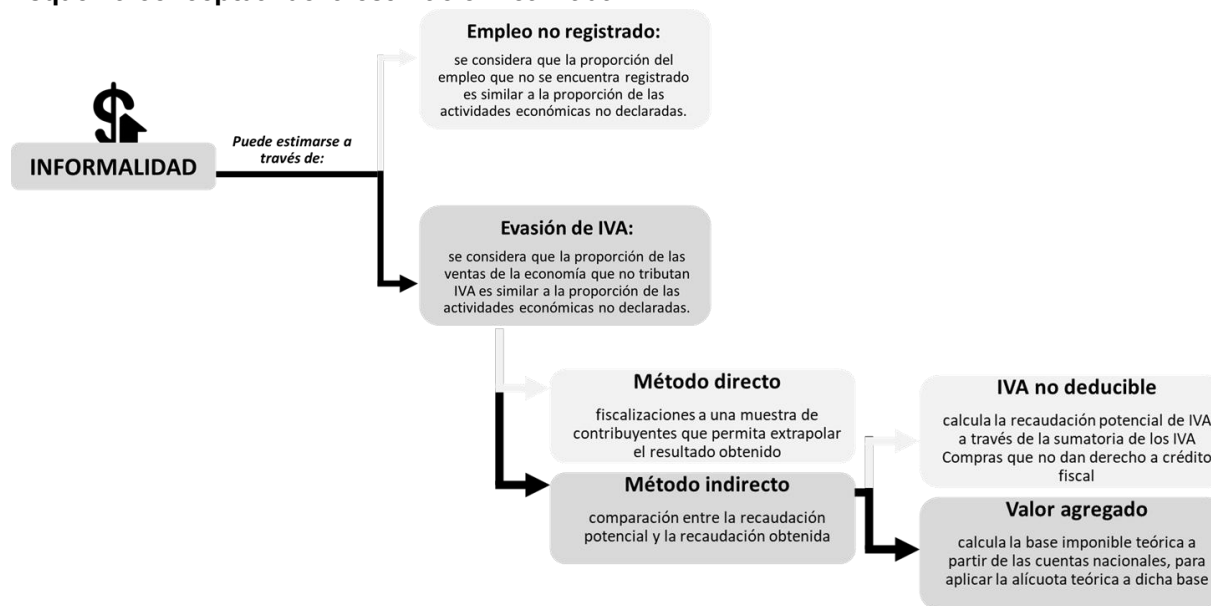 Empleo no registrado:
se considera que la proporción del
empleo que no se encuentra registrado
es similar a la proporción de las
actividades económicas no declaradas.
INFORMALIDAD
Puede estimarse a
través de:
Evasión de IVA:
se considera que la proporción de las
ventas de la economía que no tributan
IVA es similar a la proporción de las
actividades económicas no declaradas.
Método directo
fiscalizaciones a una muestra de
contribuyentes que permita extrapolar
el resultado obtenido
Método indirecto
comparación entre la recaudación
potencial y la recaudación obtenida
IVA no deducible
calcula la recaudación potencial de IVA
a través de la sumatoria de los IVA
Compras que no dan derecho a crédito
fiscal
Valor agregado
calcula la base imponible teórica a
partir de las cuentas nacionales, para
aplicar la alícuota teórica a dicha base